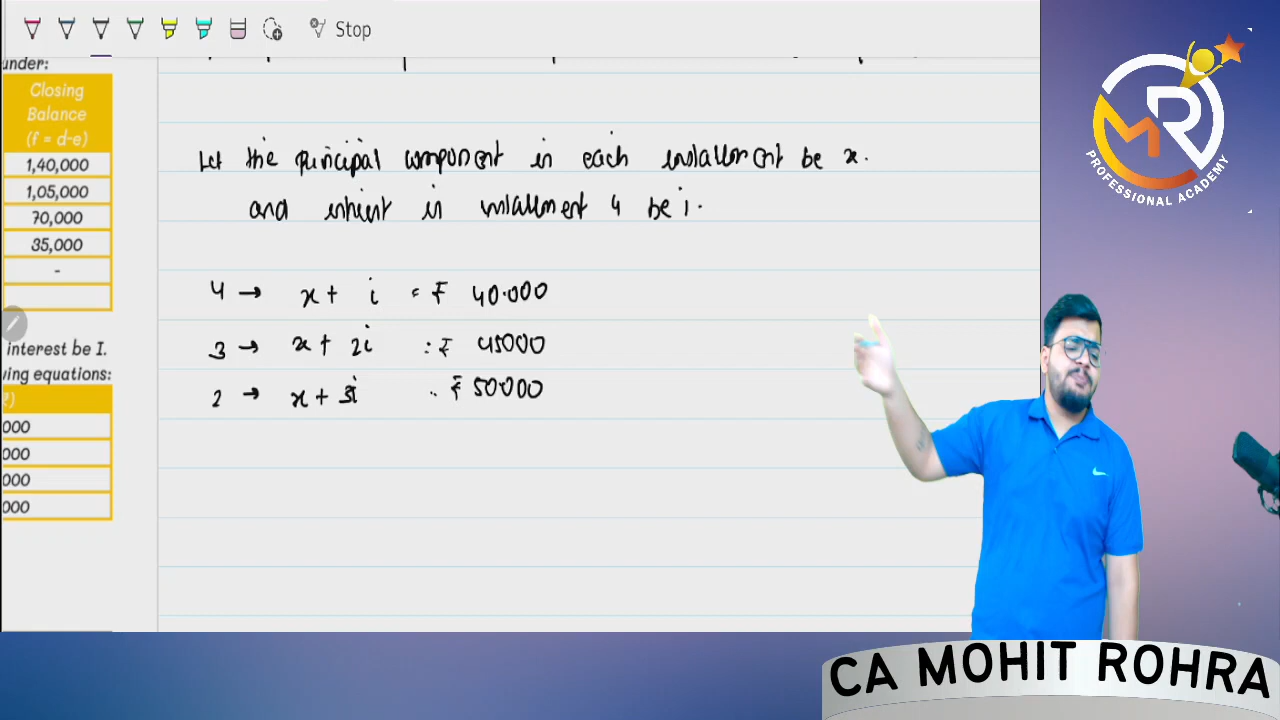 Stop
under:
Closing
Balance
(f = d-e)
1,40,000
1,05,000
70,000
35,000
-
interest be I.
ving equations:
₹)
000
000
000
000
Let the principal component in each installment be x.
and interest in installment 4 be i.
4 → x + i = ₹ 40.000
3 → x + 2i : ₹ 45000
2 → x + 3i .. ₹ 50000
MR
PROFESSIONAL ACADEMY
CA MOHIT ROHRA